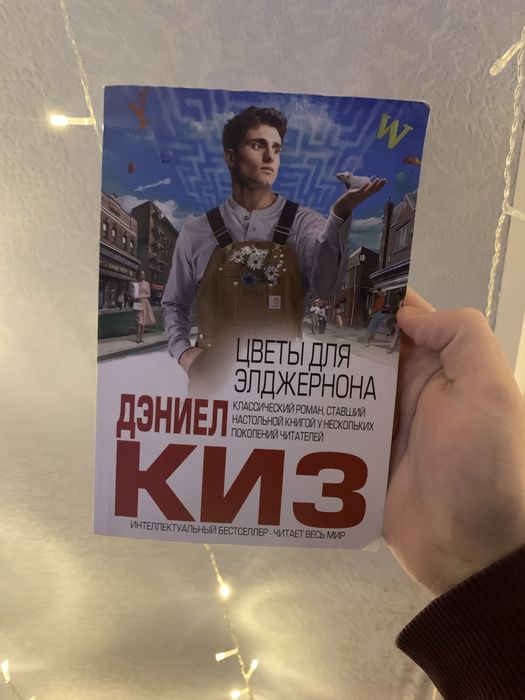 Y
W
ЦВЕТЫ ДЛЯ
ЭЛДЖЕРНОНА
ДЭНИЕЛ
КЛАССИЧЕСКИЙ РОМАН, СТАВШИЙ
НАСТОЛЬНОЙ КНИГОЙ У НЕСКОЛЬКИХ
ПОКОЛЕНИЙ ЧИТАТЕЛЕЙ
КИЗ
ИНТЕЛЛЕКТУАЛЬНЫЙ БЕСТСЕЛЛЕР - ЧИТАЕТ ВЕСЬ МИР